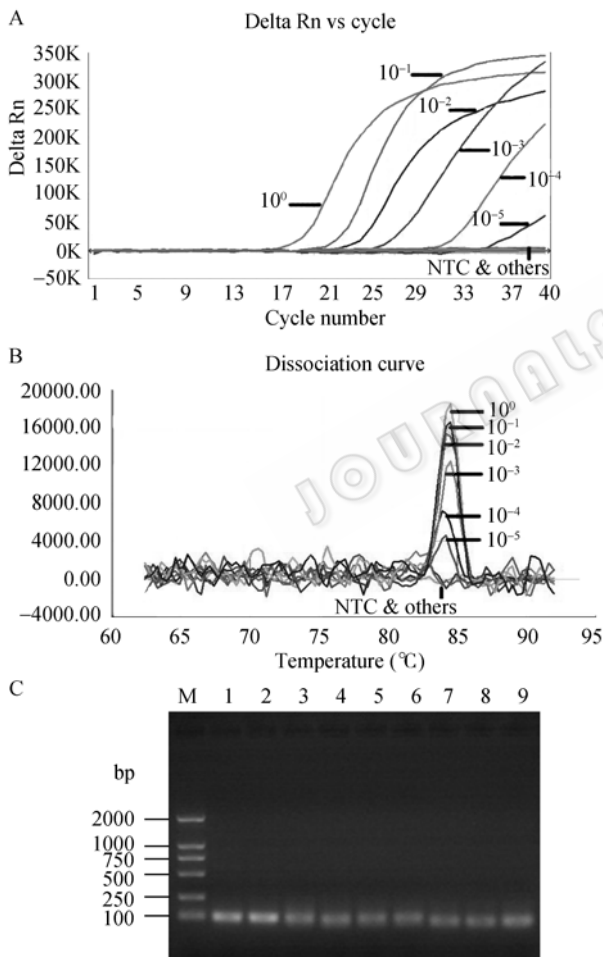 A
Delta Rn vs cycle
350K
300K
250K
200K
150K
100K
50K
0K
−50K
Delta Rn
10⁰
10⁻¹
10⁻²
10⁻³
10⁻⁴
10⁻⁵
NTC & others
1 5 9 13 17 21 25 29 33 37 40
Cycle number
B
Dissociation curve
20000.00
16000.00
12000.00
8000.00
4000.00
0.00
−4000.00
10⁰
10⁻¹
10⁻²
10⁻³
10⁻⁴
10⁻⁵
NTC & others
60 65 70 75 80 85 90 95
Temperature (℃)
JOURNALS
C
M 1 2 3 4 5 6 7 8 9
bp
2000
1000
750
500
250
100